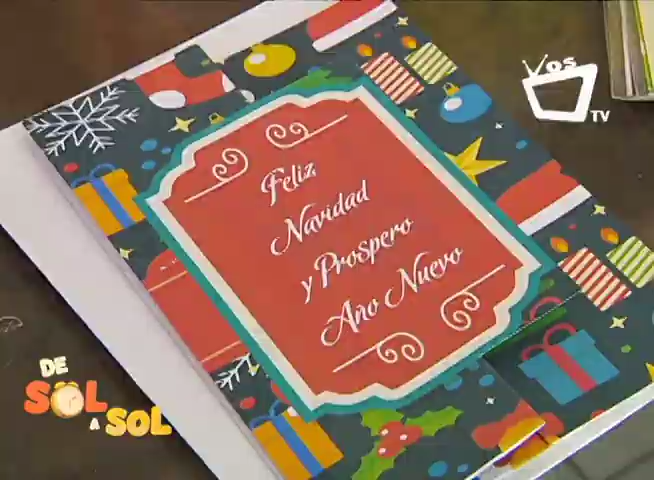 Vos
TV
Feliz
Navidad
y Prospero
Año Nuevo
DE
SOL
A SOL